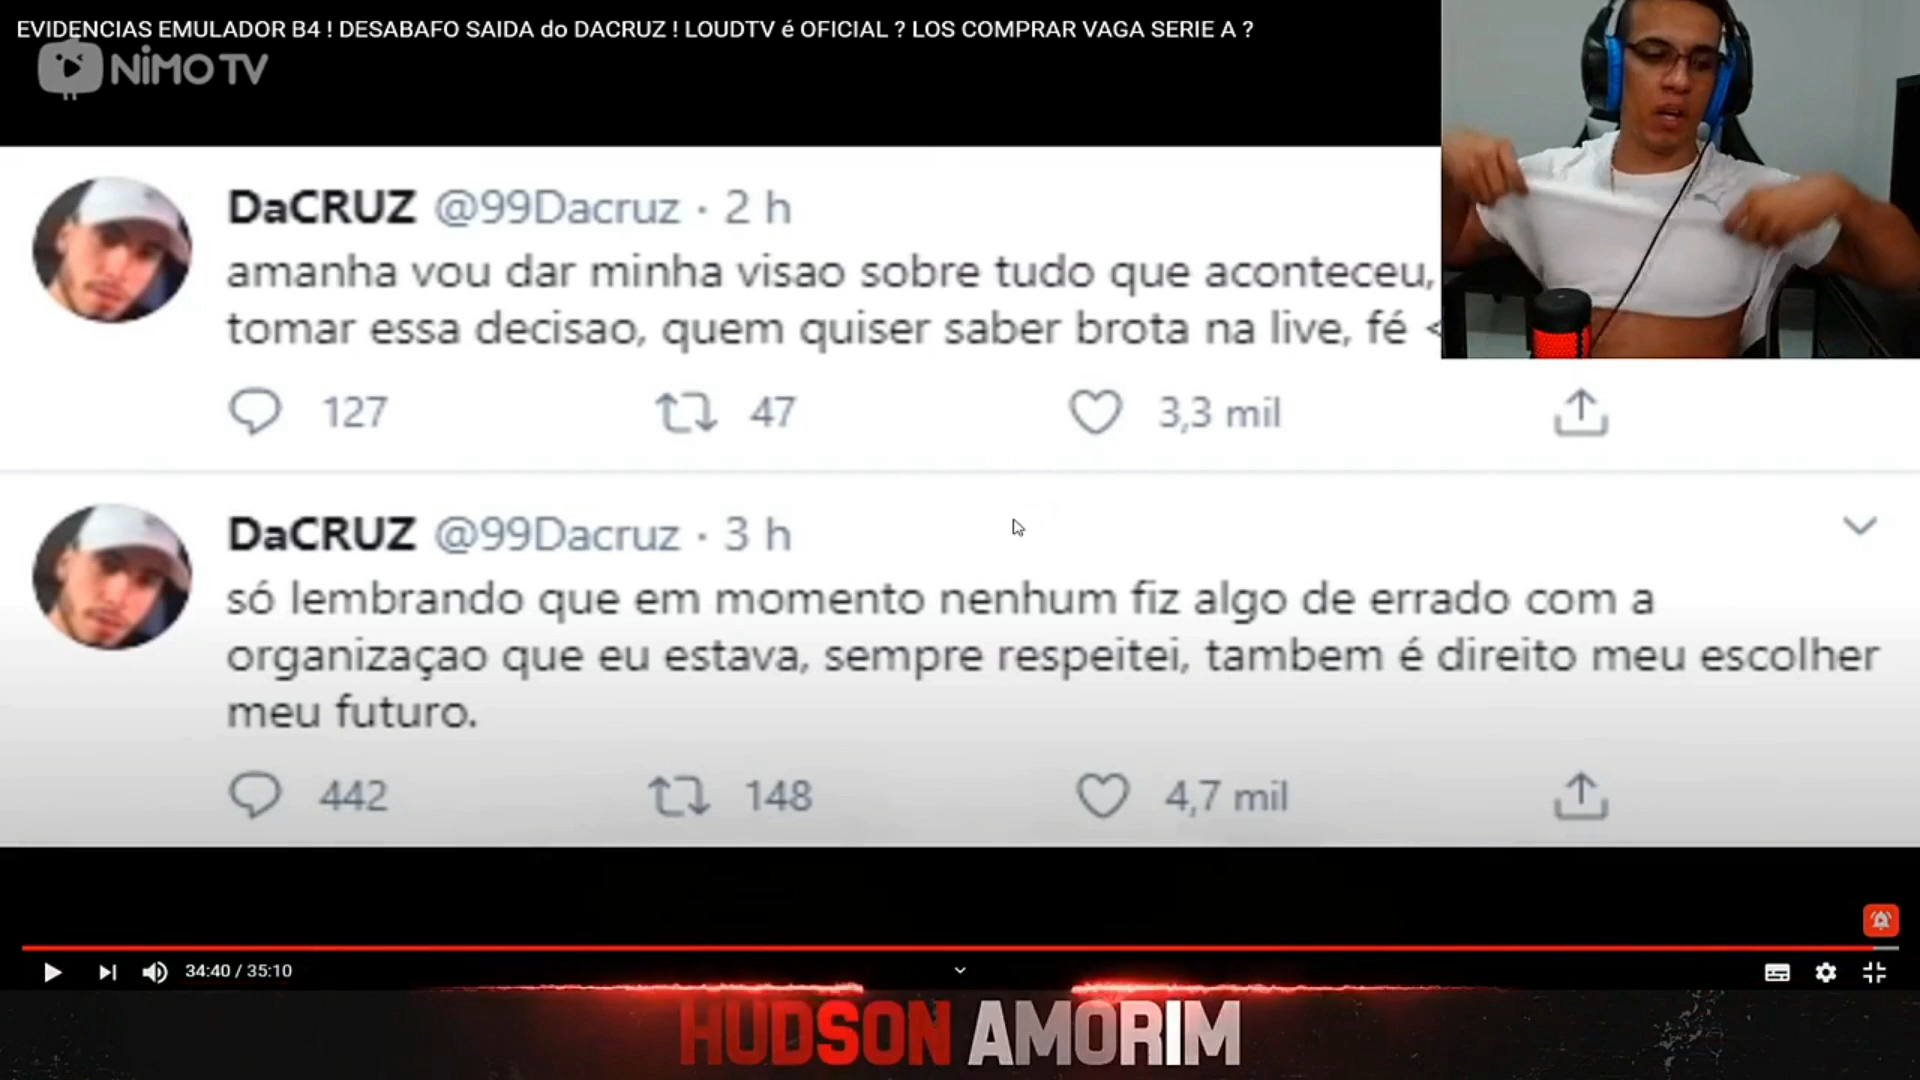 EVIDENCIAS EMULADOR B4 ! DESABAFO SAIDA do DACRUZ ! LOUDTV é OFICIAL ? LOS COMPRAR VAGA SERIE A ?
NIMO TV
DaCRUZ @99Dacruz · 2 h
amanha vou dar minha visao sobre tudo que aconteceu,
tomar essa decisao, quem quiser saber brota na live, fé <
127 47 3,3 mil
DaCRUZ @99Dacruz · 3 h
só lembrando que em momento nenhum fiz algo de errado com a
organizaçao que eu estava, sempre respeitei, tambem é direito meu escolher
meu futuro.
442 148 4,7 mil
34:40 / 35:10
HUDSON AMORIM